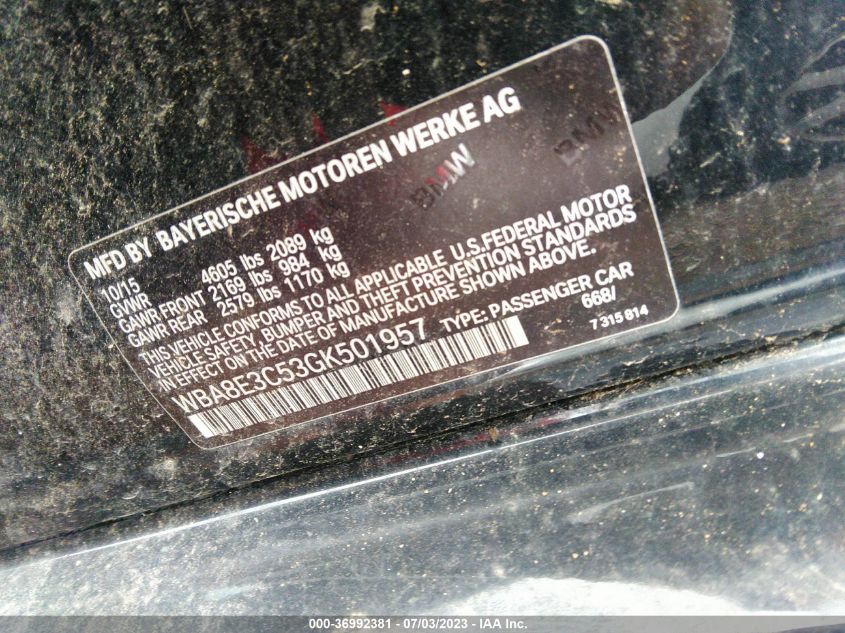 MFD BY BAYERISCHE MOTOREN WERKE AG
10/15
GVWR 4605 lbs 2089 kg
GAWR FRONT 2169 lbs 984 kg
GAWR REAR 2579 lbs 1170 kg
THIS VEHICLE CONFORMS TO ALL APPLICABLE U.S.FEDERAL MOTOR
VEHICLE SAFETY, BUMPER AND THEFT PREVENTION STANDARDS
IN EFFECT ON THE DATE OF MANUFACTURE SHOWN ABOVE.
WBA8E3C53GK501957 TYPE: PASSENGER CAR
668/
7 315 814
BMW
BMW
000-36992381 - 07/03/2023 - IAA Inc.